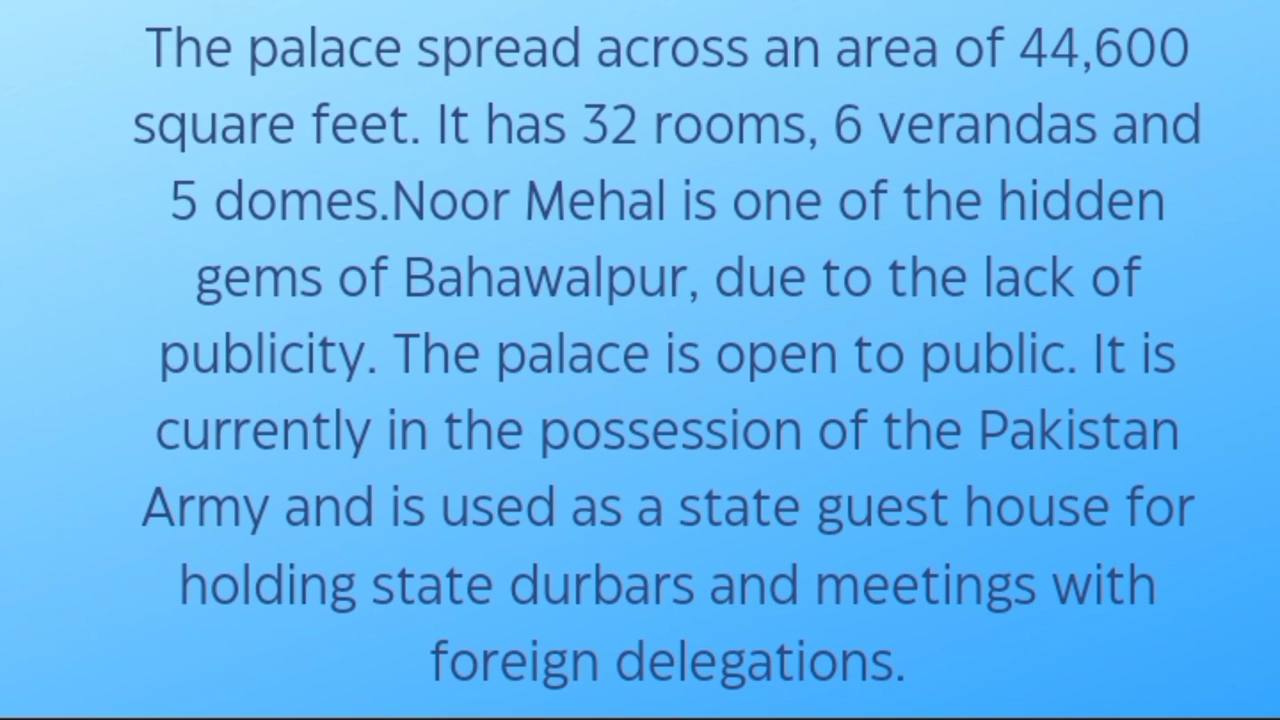 The palace spread across an area of 44,600
square feet. It has 32 rooms, 6 verandas and
5 domes.Noor Mehal is one of the hidden
gems of Bahawalpur, due to the lack of
publicity. The palace is open to public. It is
currently in the possession of the Pakistan
Army and is used as a state guest house for
holding state durbars and meetings with
foreign delegations.